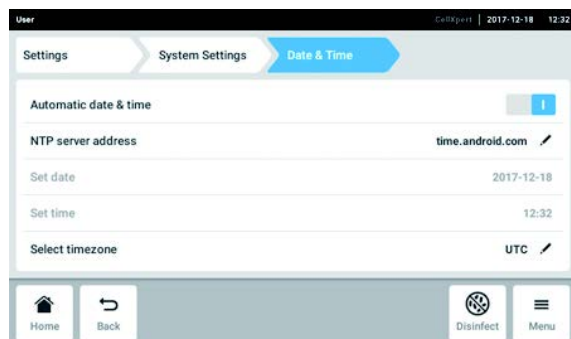 User CellXpert 2017-12-18 12:32
Settings System Settings Date & Time
Automatic date & time I
NTP server address time.android.com
Set date 2017-12-18
Set time 12:32
Select timezone UTC
Home Back Disinfect Menu